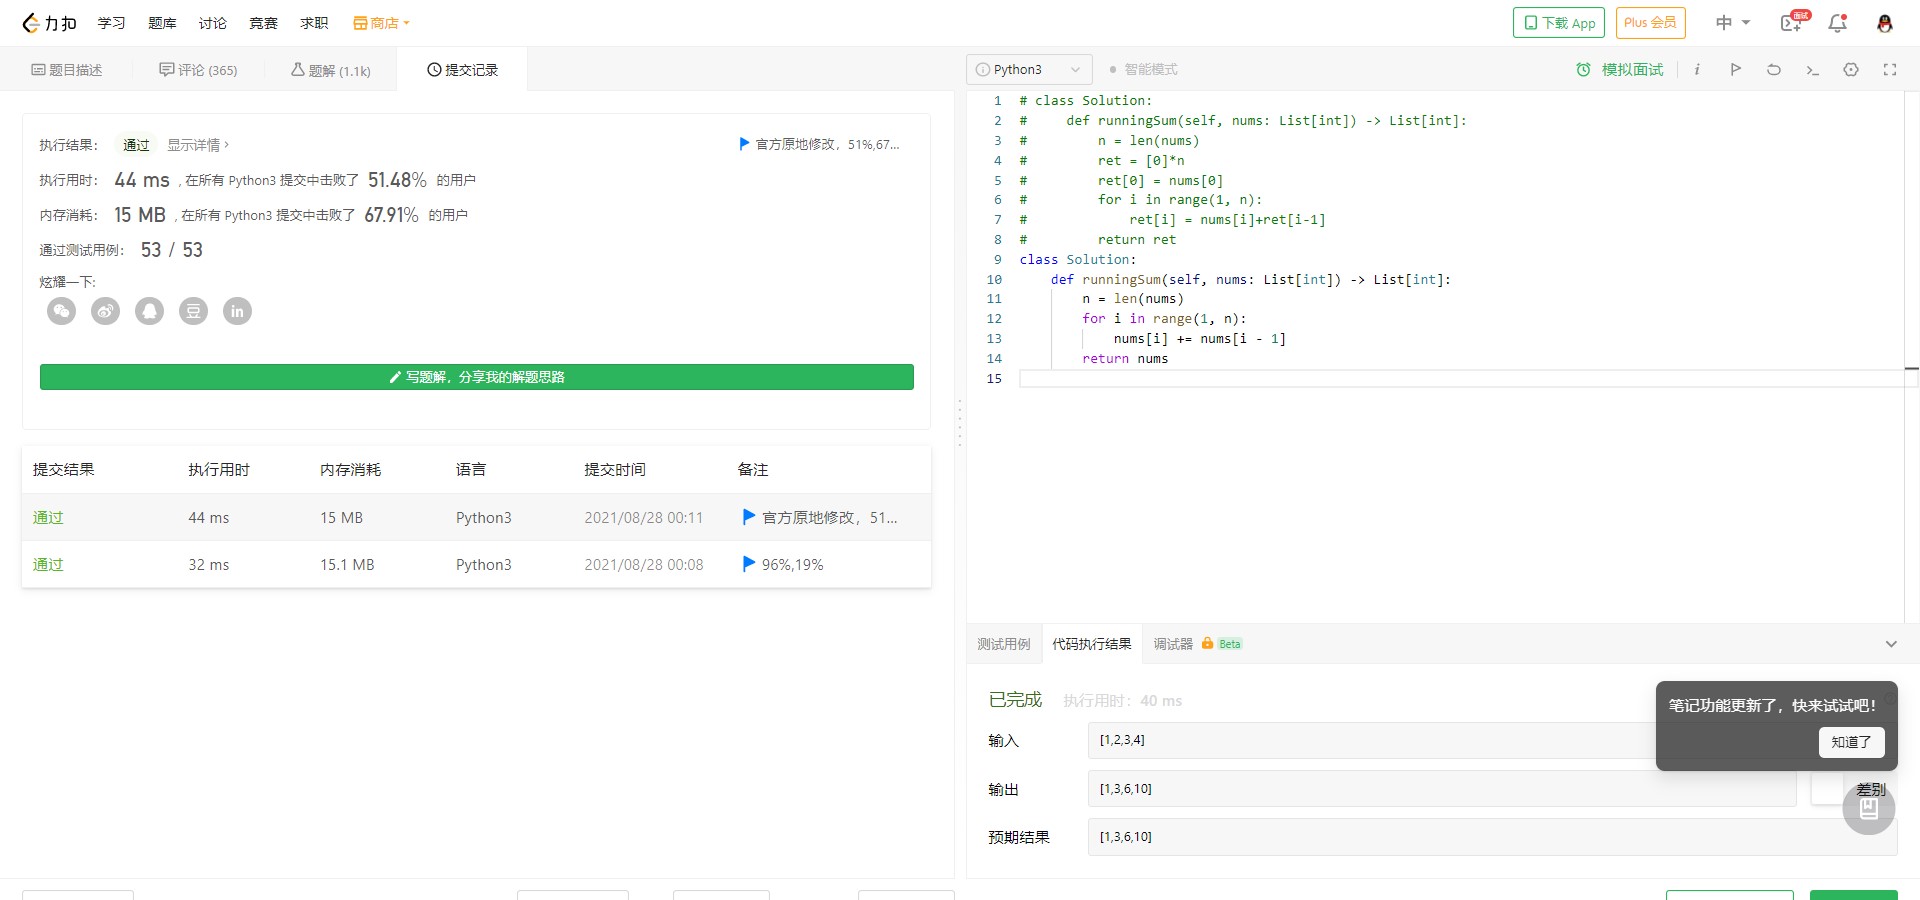 力扣 学习 题库 讨论 竞赛 求职 商店 下载 App Plus 会员 中 面试
题目描述 评论 (365) 题解 (1.1k) 提交记录
执行结果： 通过 显示详情 › 官方原地修改，51%,67...
执行用时： 44 ms , 在所有 Python3 提交中击败了 51.48% 的用户
内存消耗： 15 MB , 在所有 Python3 提交中击败了 67.91% 的用户
通过测试用例： 53 / 53
炫耀一下:
豆 in
写题解，分享我的解题思路
提交结果 执行用时 内存消耗 语言 提交时间 备注
通过 44 ms 15 MB Python3 2021/08/28 00:11 官方原地修改，51...
通过 32 ms 15.1 MB Python3 2021/08/28 00:08 96%,19%
Python3 智能模式 模拟面试 i
1 # class Solution:
2 #     def runningSum(self, nums: List[int]) -> List[int]:
3 #         n = len(nums)
4 #         ret = [0]*n
5 #         ret[0] = nums[0]
6 #         for i in range(1, n):
7 #             ret[i] = nums[i]+ret[i-1]
8 #         return ret
9 class Solution:
10     def runningSum(self, nums: List[int]) -> List[int]:
11         n = len(nums)
12         for i in range(1, n):
13             nums[i] += nums[i - 1]
14         return nums
15
测试用例 代码执行结果 调试器 Beta
已完成 执行用时：40 ms
笔记功能更新了，快来试试吧！
知道了
输入 [1,2,3,4]
输出 [1,3,6,10] 差别
预期结果 [1,3,6,10]